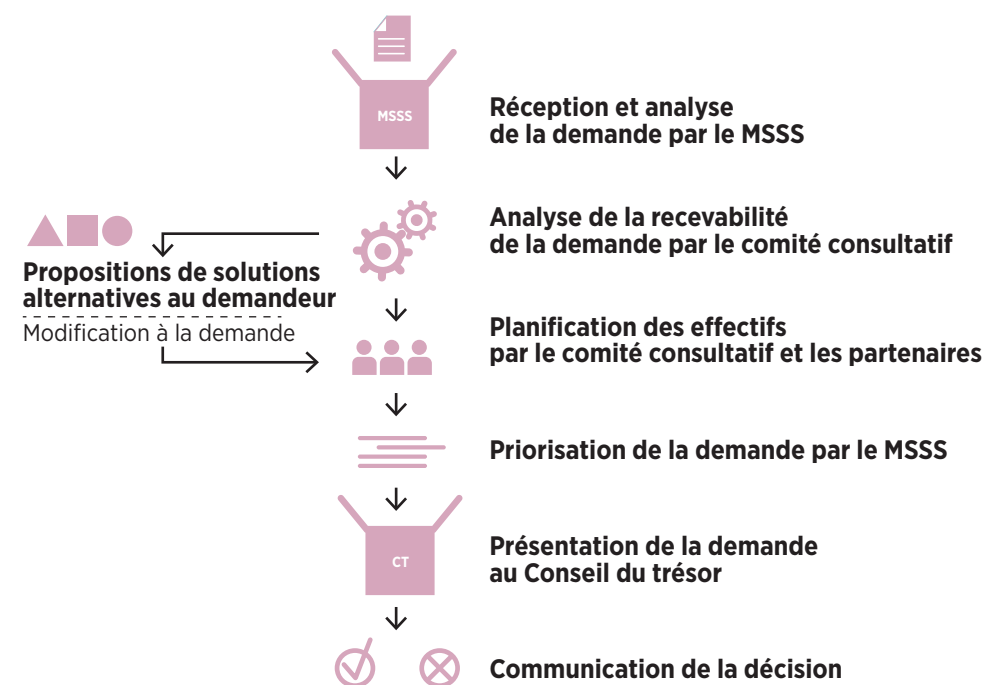 MSSS
Réception et analyse
de la demande par le MSSS
Analyse de la recevabilité
de la demande par le comité consultatif
Propositions de solutions
alternatives au demandeur
Modification à la demande
Planification des effectifs
par le comité consultatif et les partenaires
Priorisation de la demande par le MSSS
CT
Présentation de la demande
au Conseil du trésor
Communication de la décision